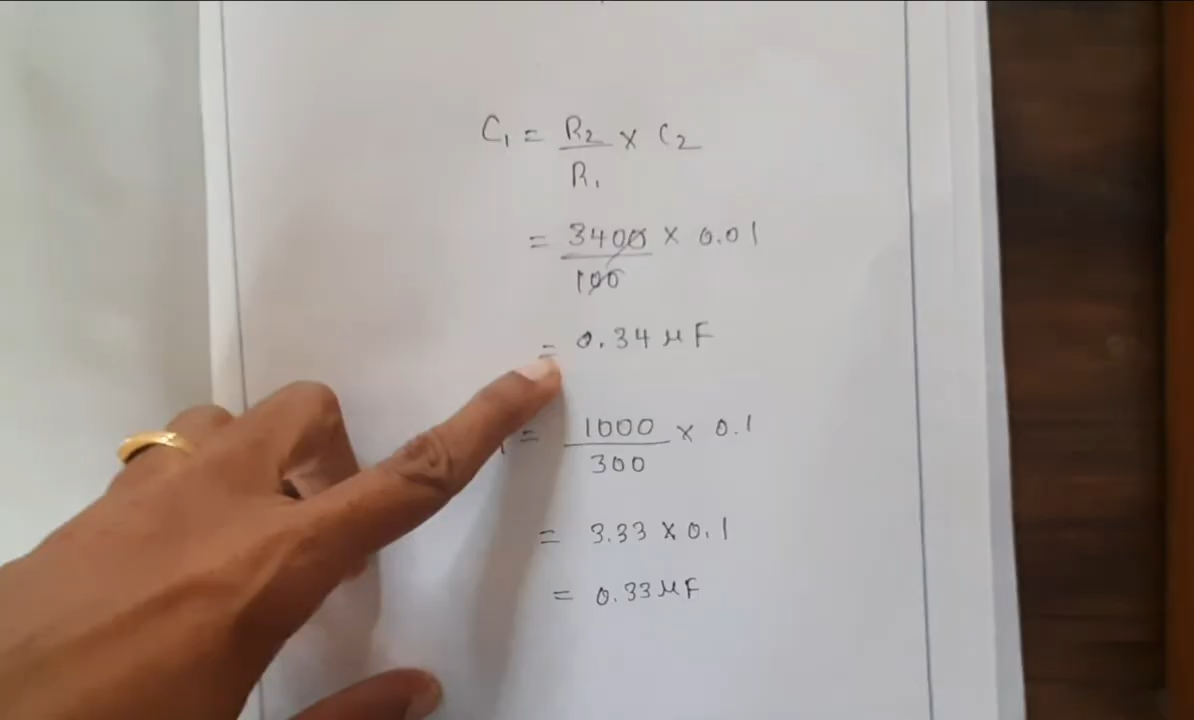 C₁ = R₂/R₁ × C₂
= 3400/100 × 0.01
= 0.34 μF
= 1000/300 × 0.1
= 3.33 × 0.1
= 0.33 μF